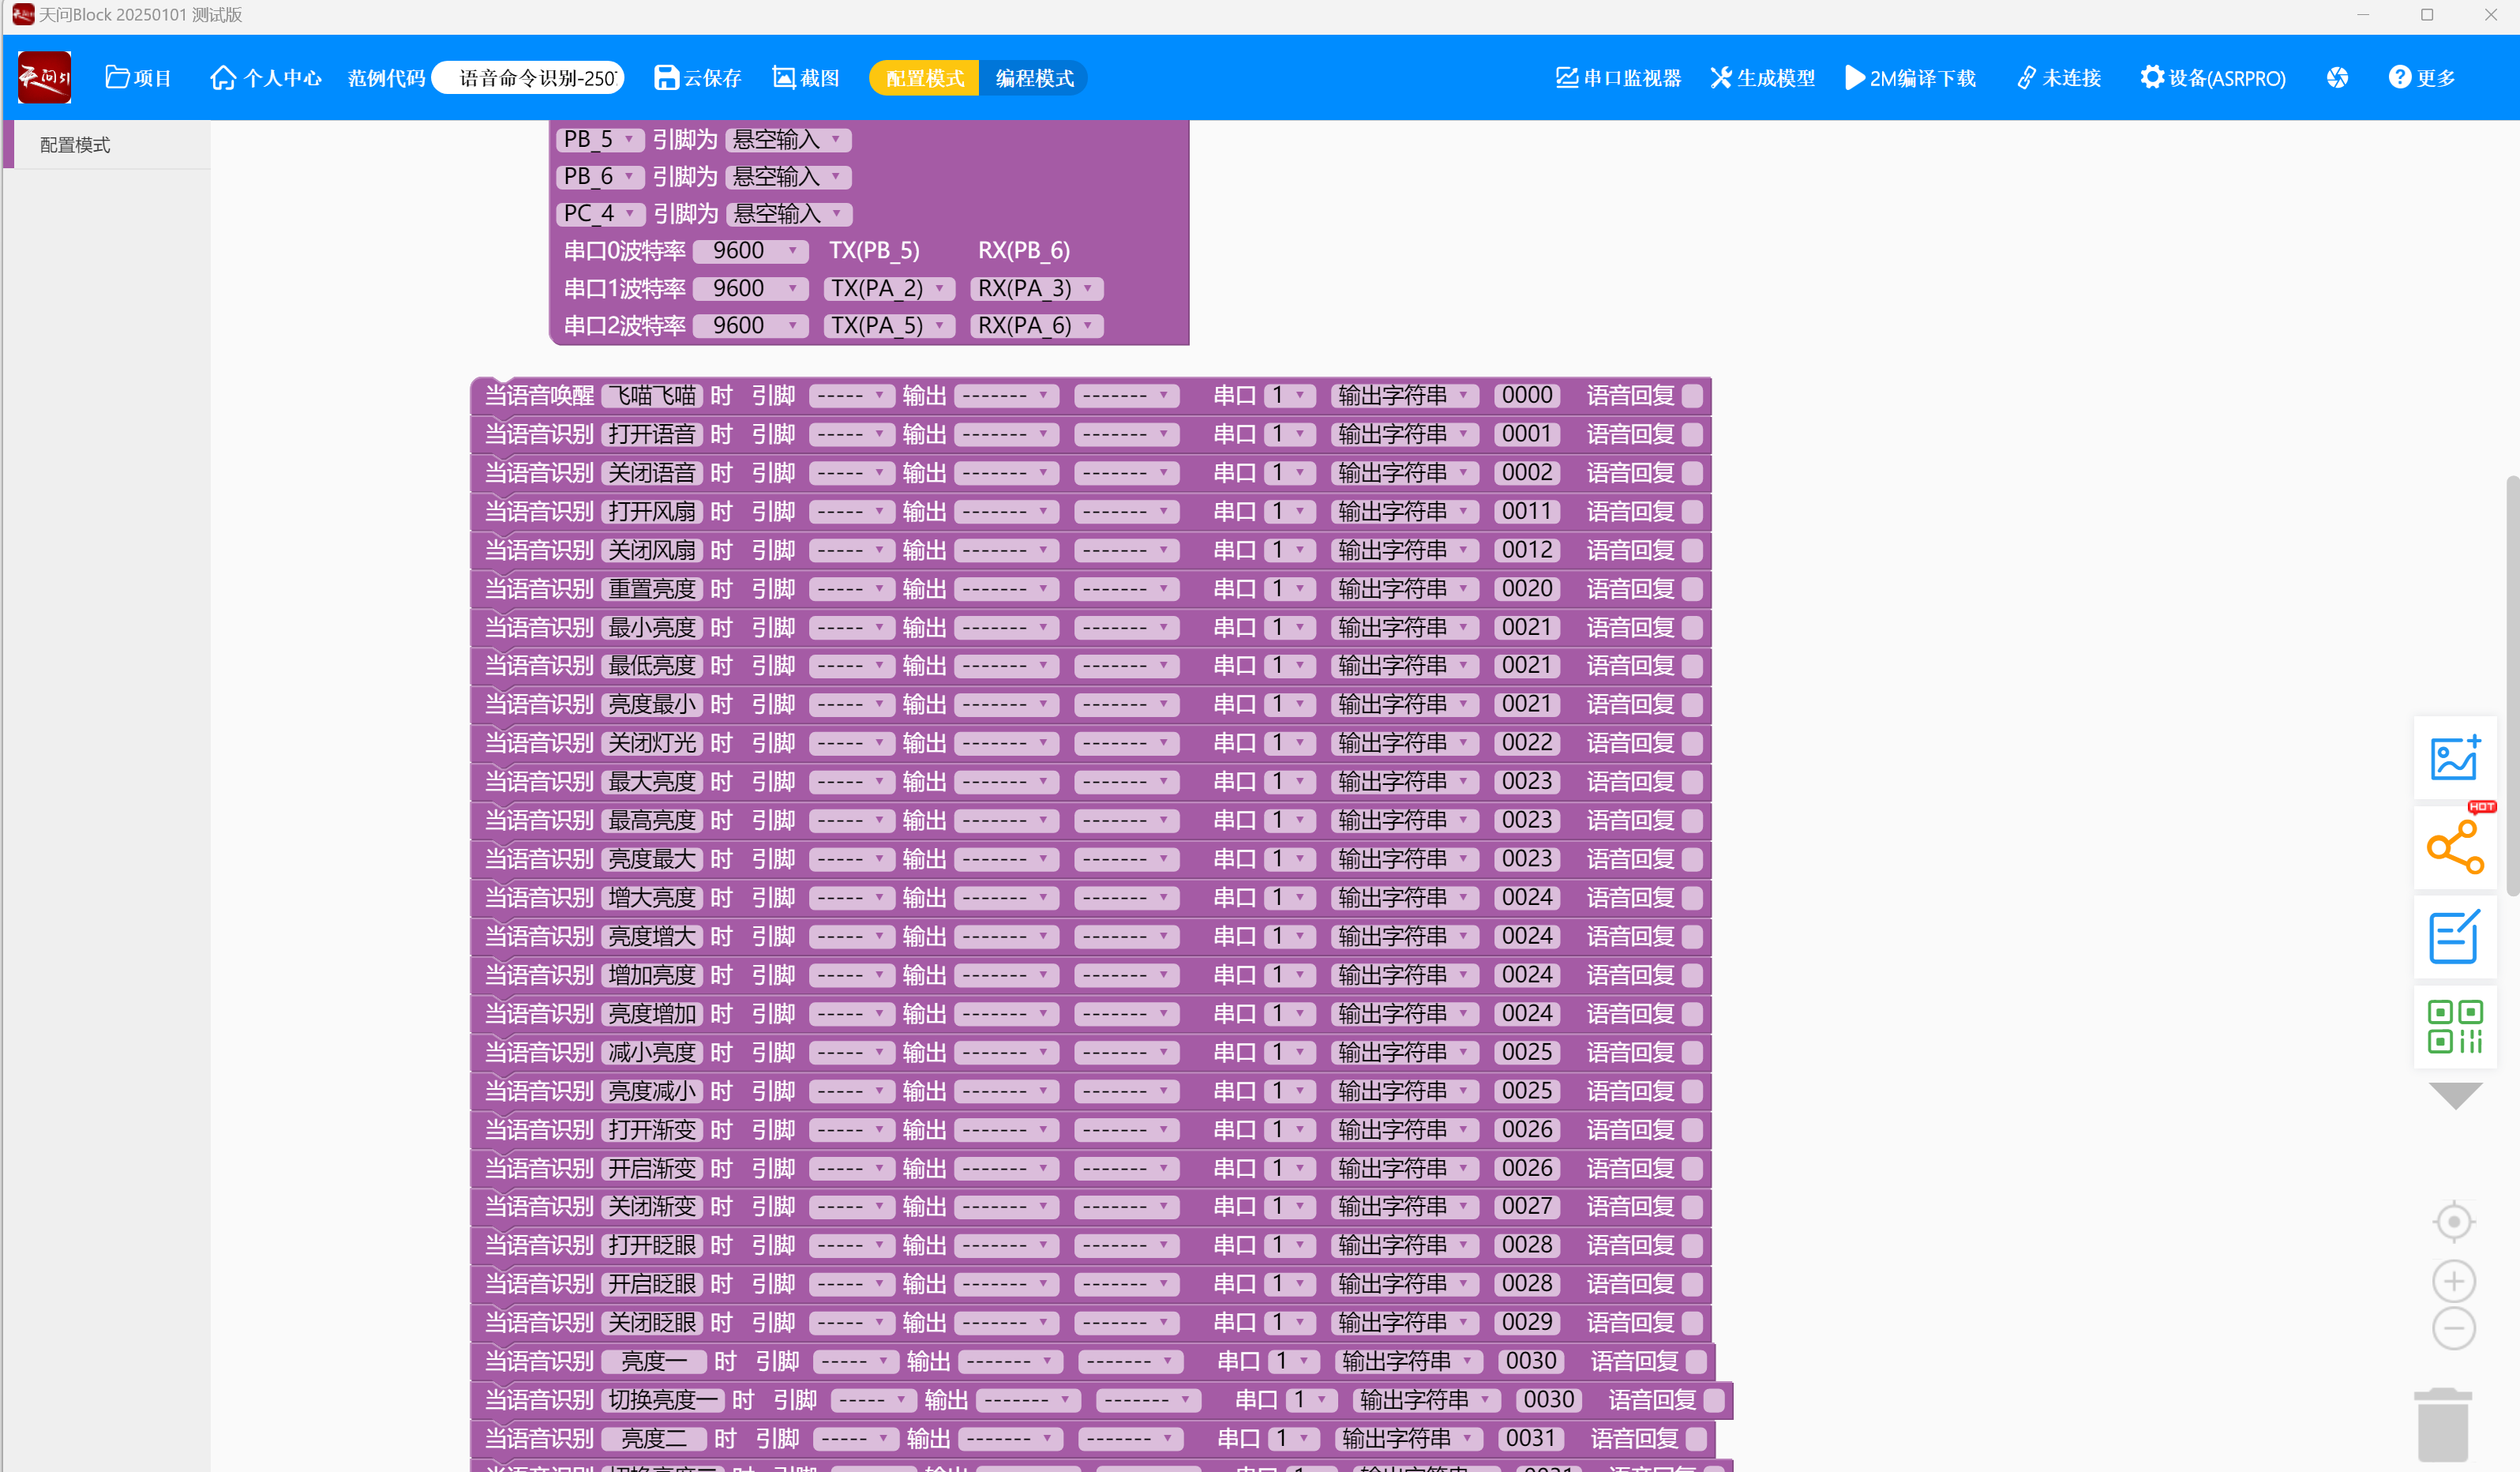 天问Block 20250101 测试版
天问51 项目 个人中心 范例代码 语音命令识别-250 云保存 截图 配置模式 编程模式 串口监视器 生成模型 2M编译下载 未连接 设备(ASRPRO) 更多
配置模式
PB_5 引脚为 悬空输入
PB_6 引脚为 悬空输入
PC_4 引脚为 悬空输入
串口0波特率 9600 TX(PB_5) RX(PB_6)
串口1波特率 9600 TX(PA_2) RX(PA_3)
串口2波特率 9600 TX(PA_5) RX(PA_6)
当语音唤醒 飞喵飞喵 时 引脚 ----- 输出 ------- ------- 串口 1 输出字符串 0000 语音回复
当语音识别 打开语音 时 引脚 ----- 输出 ------- ------- 串口 1 输出字符串 0001 语音回复
当语音识别 关闭语音 时 引脚 ----- 输出 ------- ------- 串口 1 输出字符串 0002 语音回复
当语音识别 打开风扇 时 引脚 ----- 输出 ------- ------- 串口 1 输出字符串 0011 语音回复
当语音识别 关闭风扇 时 引脚 ----- 输出 ------- ------- 串口 1 输出字符串 0012 语音回复
当语音识别 重置亮度 时 引脚 ----- 输出 ------- ------- 串口 1 输出字符串 0020 语音回复
当语音识别 最小亮度 时 引脚 ----- 输出 ------- ------- 串口 1 输出字符串 0021 语音回复
当语音识别 最低亮度 时 引脚 ----- 输出 ------- ------- 串口 1 输出字符串 0021 语音回复
当语音识别 亮度最小 时 引脚 ----- 输出 ------- ------- 串口 1 输出字符串 0021 语音回复
当语音识别 关闭灯光 时 引脚 ----- 输出 ------- ------- 串口 1 输出字符串 0022 语音回复
当语音识别 最大亮度 时 引脚 ----- 输出 ------- ------- 串口 1 输出字符串 0023 语音回复
当语音识别 最高亮度 时 引脚 ----- 输出 ------- ------- 串口 1 输出字符串 0023 语音回复
当语音识别 亮度最大 时 引脚 ----- 输出 ------- ------- 串口 1 输出字符串 0023 语音回复
当语音识别 增大亮度 时 引脚 ----- 输出 ------- ------- 串口 1 输出字符串 0024 语音回复
当语音识别 亮度增大 时 引脚 ----- 输出 ------- ------- 串口 1 输出字符串 0024 语音回复
当语音识别 增加亮度 时 引脚 ----- 输出 ------- ------- 串口 1 输出字符串 0024 语音回复
当语音识别 亮度增加 时 引脚 ----- 输出 ------- ------- 串口 1 输出字符串 0024 语音回复
当语音识别 减小亮度 时 引脚 ----- 输出 ------- ------- 串口 1 输出字符串 0025 语音回复
当语音识别 亮度减小 时 引脚 ----- 输出 ------- ------- 串口 1 输出字符串 0025 语音回复
当语音识别 打开渐变 时 引脚 ----- 输出 ------- ------- 串口 1 输出字符串 0026 语音回复
当语音识别 开启渐变 时 引脚 ----- 输出 ------- ------- 串口 1 输出字符串 0026 语音回复
当语音识别 关闭渐变 时 引脚 ----- 输出 ------- ------- 串口 1 输出字符串 0027 语音回复
当语音识别 打开眨眼 时 引脚 ----- 输出 ------- ------- 串口 1 输出字符串 0028 语音回复
当语音识别 开启眨眼 时 引脚 ----- 输出 ------- ------- 串口 1 输出字符串 0028 语音回复
当语音识别 关闭眨眼 时 引脚 ----- 输出 ------- ------- 串口 1 输出字符串 0029 语音回复
当语音识别 亮度一 时 引脚 ----- 输出 ------- ------- 串口 1 输出字符串 0030 语音回复
当语音识别 切换亮度一 时 引脚 ----- 输出 ------- ------- 串口 1 输出字符串 0030 语音回复
当语音识别 亮度二 时 引脚 ----- 输出 ------- ------- 串口 1 输出字符串 0031 语音回复
HOT